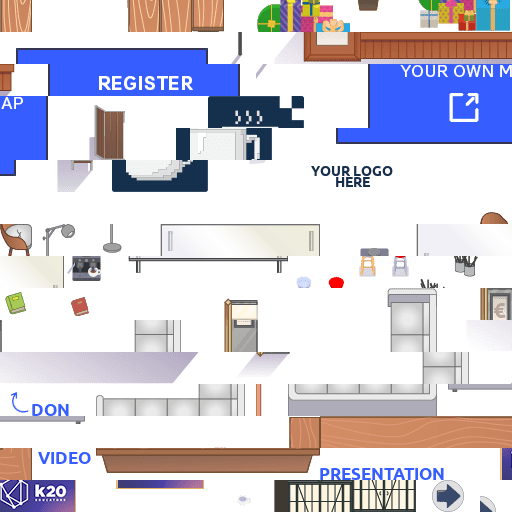 REGISTER
YOUR OWN M
AP
YOUR LOGO
HERE
DON
VIDEO
PRESENTATION
k20